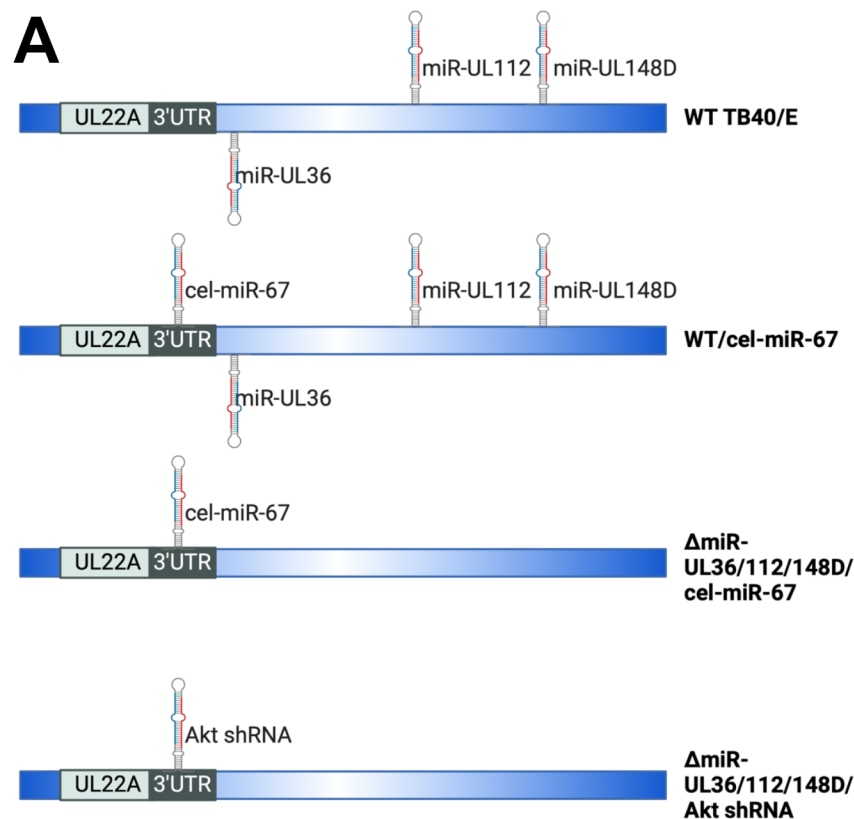 A
miR-UL112 miR-UL148D
UL22A 3'UTR WT TB40/E
miR-UL36
cel-miR-67 miR-UL112 miR-UL148D
UL22A 3'UTR WT/cel-miR-67
miR-UL36
cel-miR-67
UL22A 3'UTR
ΔmiR-
UL36/112/148D/
cel-miR-67
Akt shRNA
UL22A 3'UTR
ΔmiR-
UL36/112/148D/
Akt shRNA